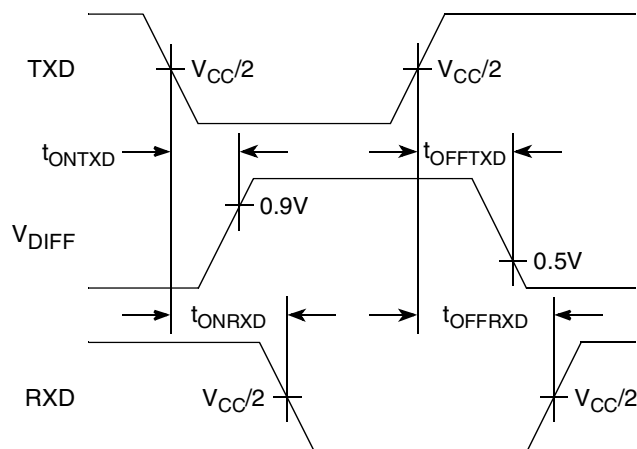 TXD
V_CC/2
V_CC/2
t_ONTXD
t_OFFTXD
V_DIFF
0.9V
0.5V
t_ONRXD
t_OFFRXD
RXD
V_CC/2
V_CC/2